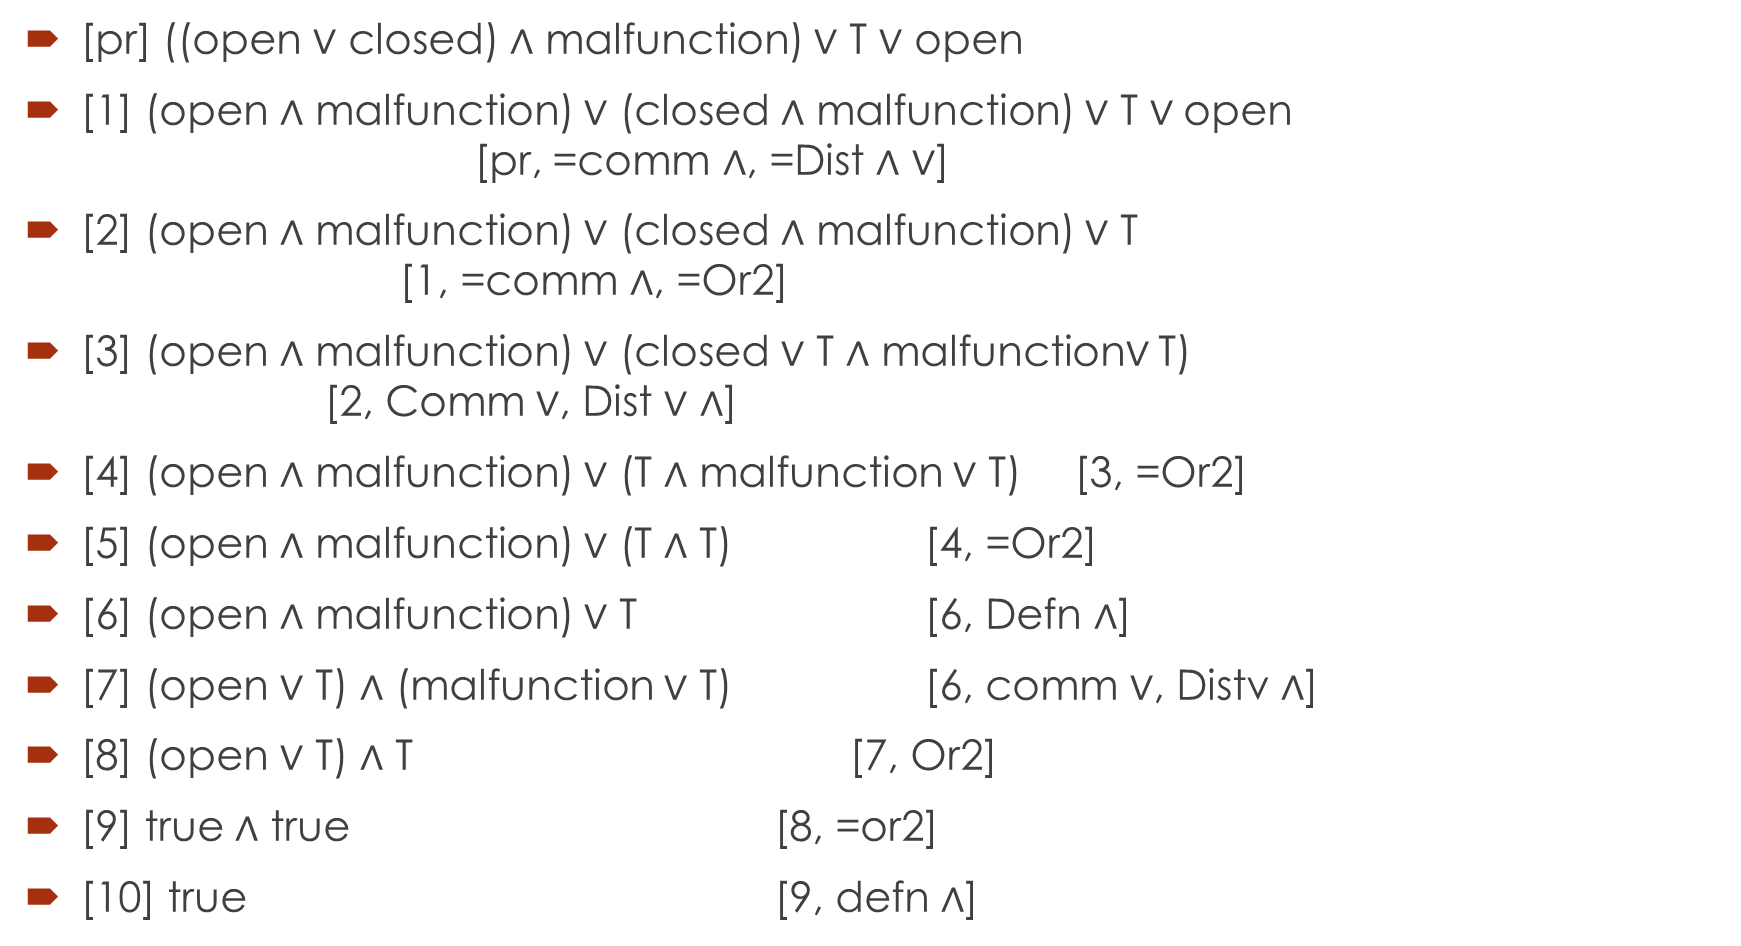 [pr] ((open ∨ closed) ∧ malfunction) ∨ T ∨ open
[1] (open ∧ malfunction) ∨ (closed ∧ malfunction) ∨ T ∨ open
[pr, =comm ∧, =Dist ∧ ∨]
[2] (open ∧ malfunction) ∨ (closed ∧ malfunction) ∨ T
[1, =comm ∧, =Or2]
[3] (open ∧ malfunction) ∨ (closed ∨ T ∧ malfunction∨ T)
[2, Comm ∨, Dist ∨ ∧]
[4] (open ∧ malfunction) ∨ (T ∧ malfunction ∨ T) [3, =Or2]
[5] (open ∧ malfunction) ∨ (T ∧ T) [4, =Or2]
[6] (open ∧ malfunction) ∨ T [6, Defn ∧]
[7] (open ∨ T) ∧ (malfunction ∨ T) [6, comm ∨, Dist∨ ∧]
[8] (open ∨ T) ∧ T [7, Or2]
[9] true ∧ true [8, =or2]
[10] true [9, defn ∧]